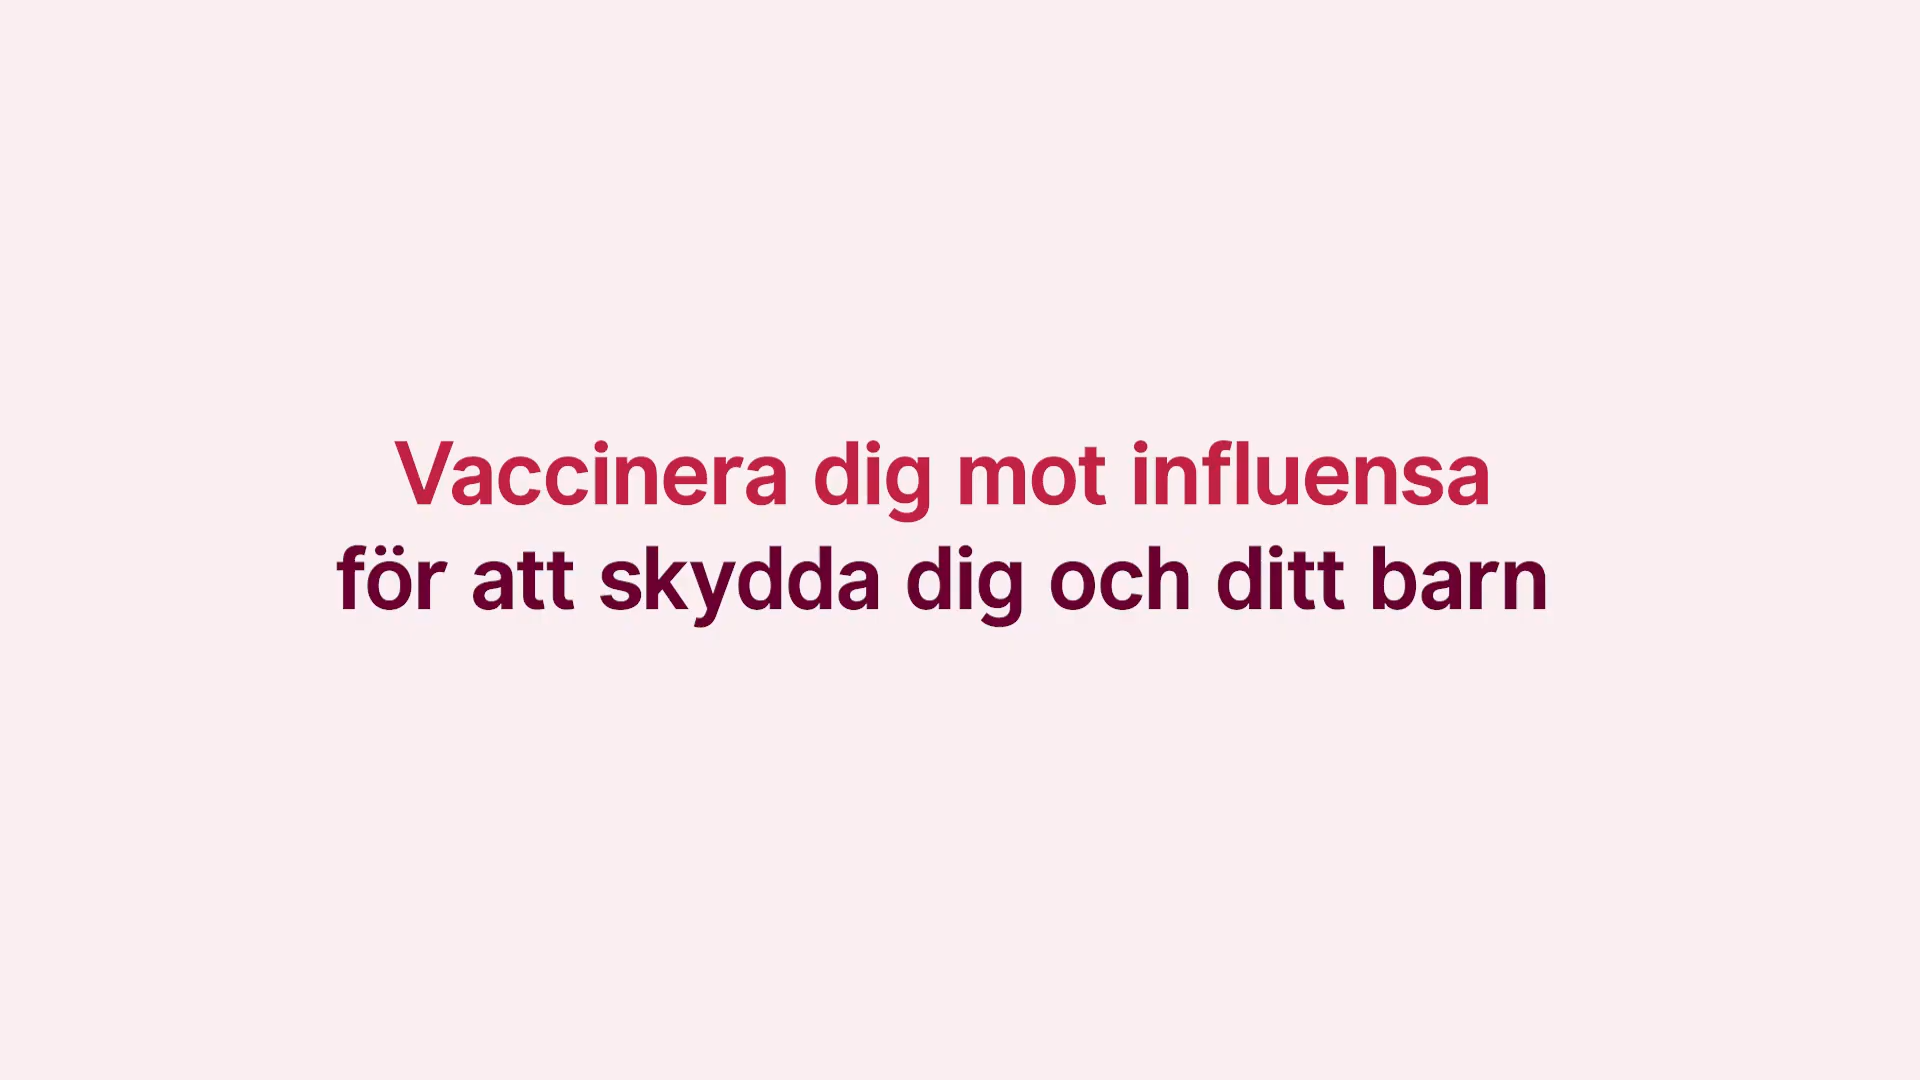 Vaccinera dig mot influensa
för att skydda dig och ditt barn